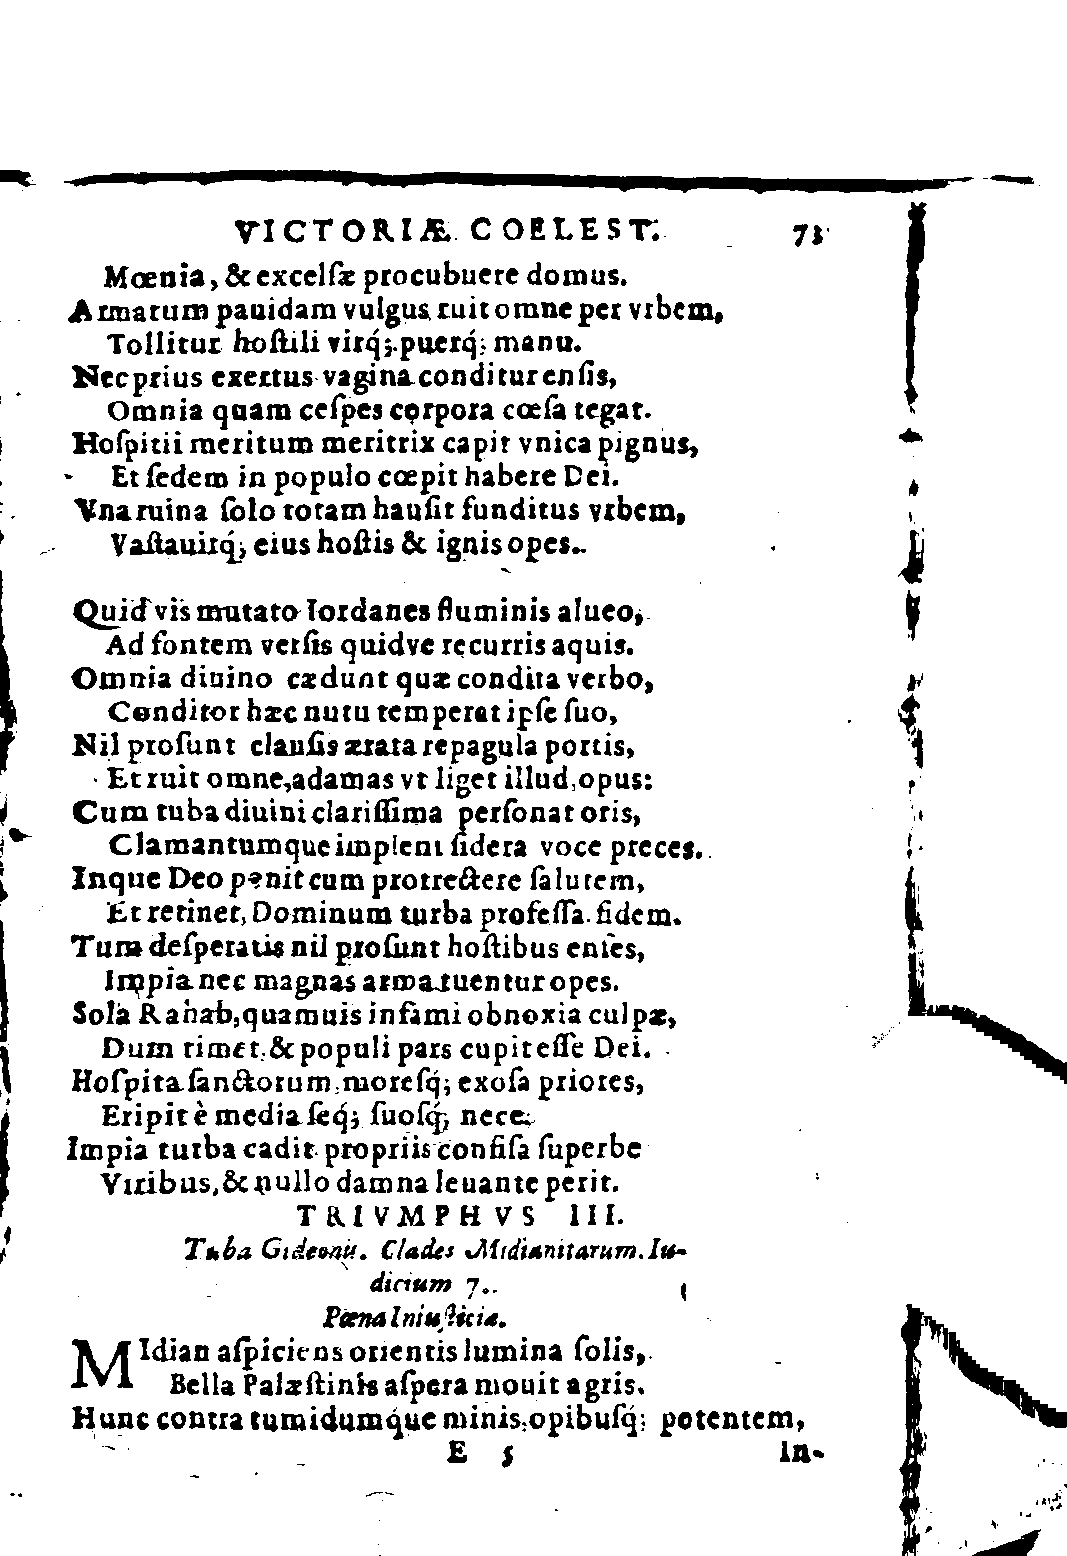 VICTORIÆ COELEST. 73
Mœnia, & excelſæ procubuere domus.
Armatum pauidam vulgus ruit omne per vrbem,
Tollitur hoſtili virq́; puerq́; manu.
Nec prius exertus vagina conditur enſis,
Omnia quam ceſpes corpora cœſa tegat.
Hoſpitii meritum meritrix capit vnica pignus,
Et ſedem in populo cœpit habere Dei.
Vna ruina ſolo totam hauſit funditus vrbem,
Vaſtauitq́; eius hoſtis & ignis opes.
Quid vis mutato Iordanes fluminis alueo,
Ad fontem verſis quidve recurris aquis.
Omnia diuino cædunt quæ condita verbo,
Conditor hæc nutu temperat ipſe ſuo,
Nil proſunt clauſis ærata repagula portis,
Et ruit omne, adamas vt liget illud, opus:
Cum tuba diuini clariſſima perſonat oris,
Clamantumque implent ſidera voce preces.
Inque Deo ponit cum protrectere ſalutem,
Et retinet, Dominum turba profeſſa fidem.
Tum deſperatis nil proſunt hoſtibus enſes,
Impia nec magnas arma tuentur opes.
Sola Rahab, quamuis infami obnoxia culpæ,
Dum timet, & populi pars cupit eſſe Dei.
Hoſpita ſanctorum, moreſq́; exoſa priores,
Eripit è media ſeq́; ſuoſq́; nece.
Impia turba cadit propriis confiſa ſuperbe
Viribus, & nullo damna leuante perit.
TRIVMPHVS III.
Tuba Gideonis. Clades Midianitarum. Iu-
dicium 7.
Pœna Iniuſticiæ.
MIdian aſpiciens orientis lumina ſolis,
Bella Palæſtinis aſpera mouit agris.
Hunc contra tumidumq́ue minis, opibuſq́; potentem,
E 5 In-